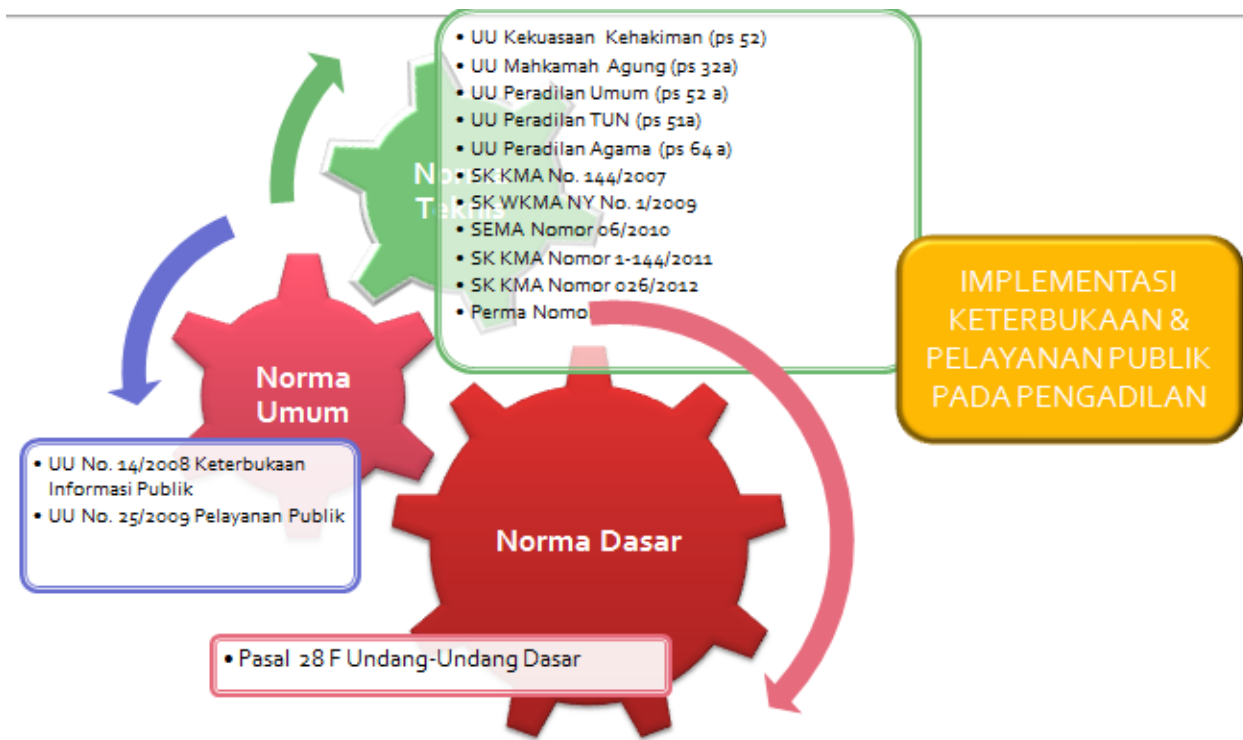 • UU Kekuasaan Kehakiman (ps 52)
• UU Mahkamah Agung (ps 32a)
• UU Peradilan Umum (ps 52 a)
• UU Peradilan TUN (ps 51a)
• UU Peradilan Agama (ps 64 a)
• SK KMA No. 144/2007
• SK WKMA NY No. 1/2009
• SEMA Nomor 06/2010
• SK KMA Nomor 1-144/2011
• SK KMA Nomor 026/2012
• Perma Nomor
Norma
Teknis
IMPLEMENTASI
KETERBUKAAN &
PELAYANAN PUBLIK
PADA PENGADILAN
Norma
Umum
• UU No. 14/2008 Keterbukaan
Informasi Publik
• UU No. 25/2009 Pelayanan Publik
Norma Dasar
• Pasal 28 F Undang-Undang Dasar